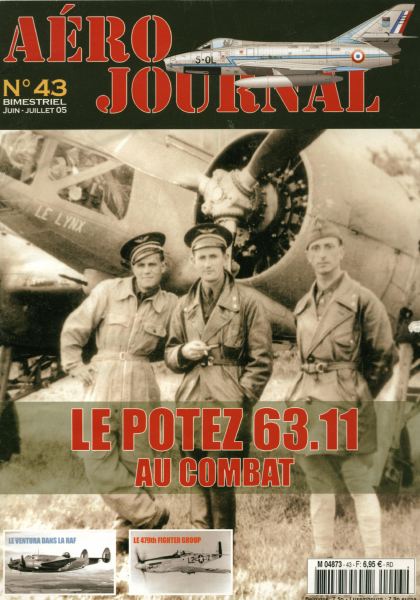 AÉRO
JOURNAL
N° 43
BIMESTRIEL
JUIN - JUILLET 05
5-OL
LE LYNX
LE POTEZ 63.11
AU COMBAT
LE VENTURA DANS LA RAF
LE 479th FIGHTER GROUP
M 04873 - 43 - F: 6,95 € - RD